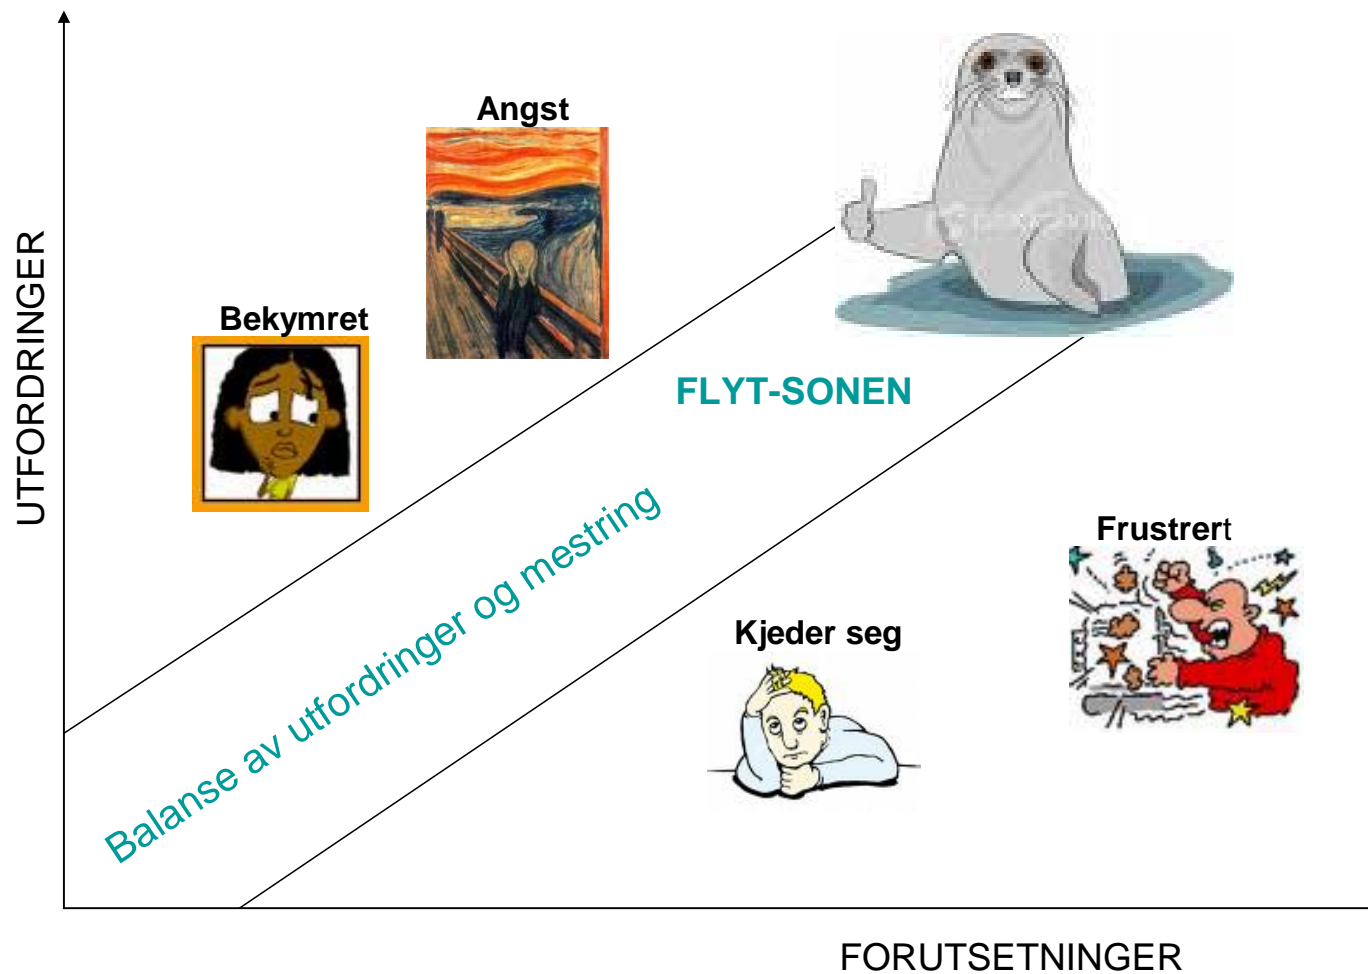 Angst
Bekymret
UTFORDRINGER
FLYT-SONEN
Balanse av utfordringer og mestring
Frustrert
Kjeder seg
FORUTSETNINGER